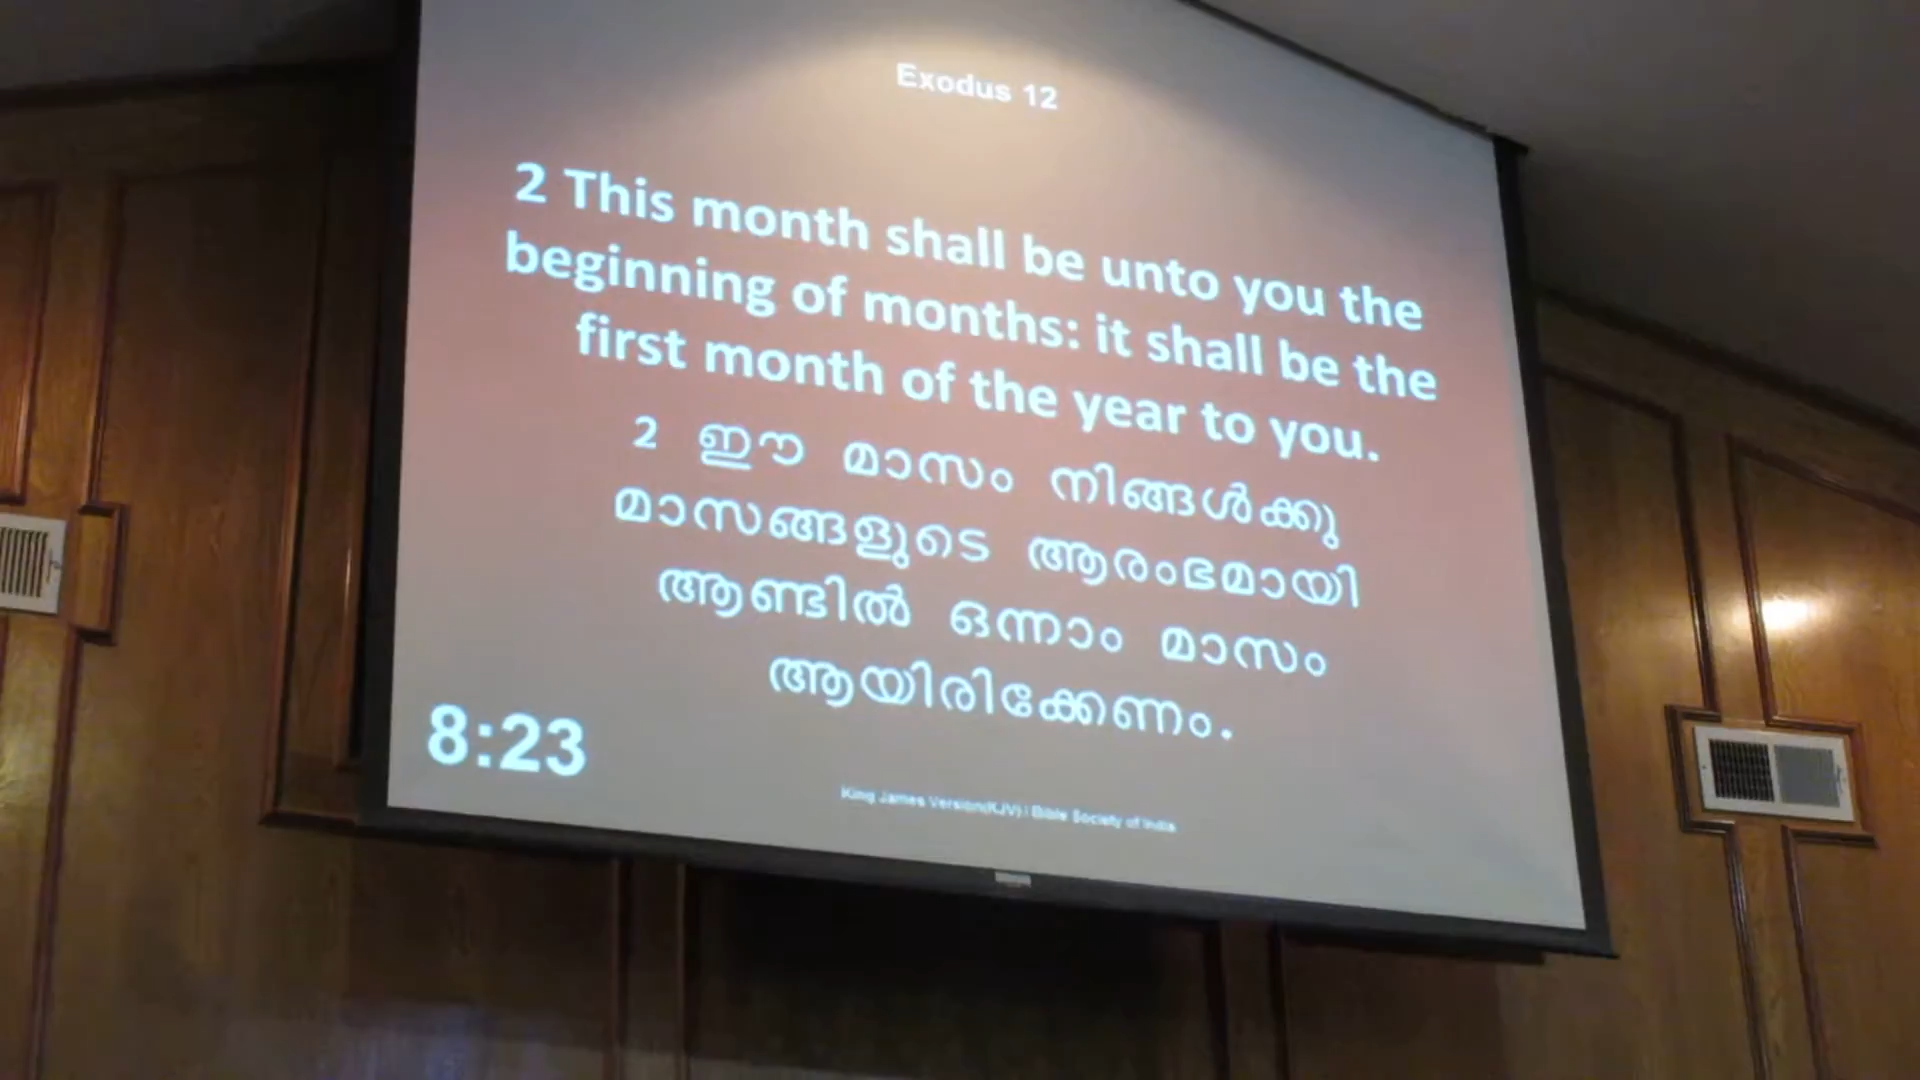 Exodus 12
2 This month shall be unto you the
beginning of months: it shall be the
first month of the year to you.
2 ഈ മാസം നിങ്ങൾക്കു
മാസങ്ങളുടെ ആരംഭമായി
ആണ്ടിൽ ഒന്നാം മാസം
ആയിരിക്കേണം.
8:23
King James Version(KJV) | Bible Society of India